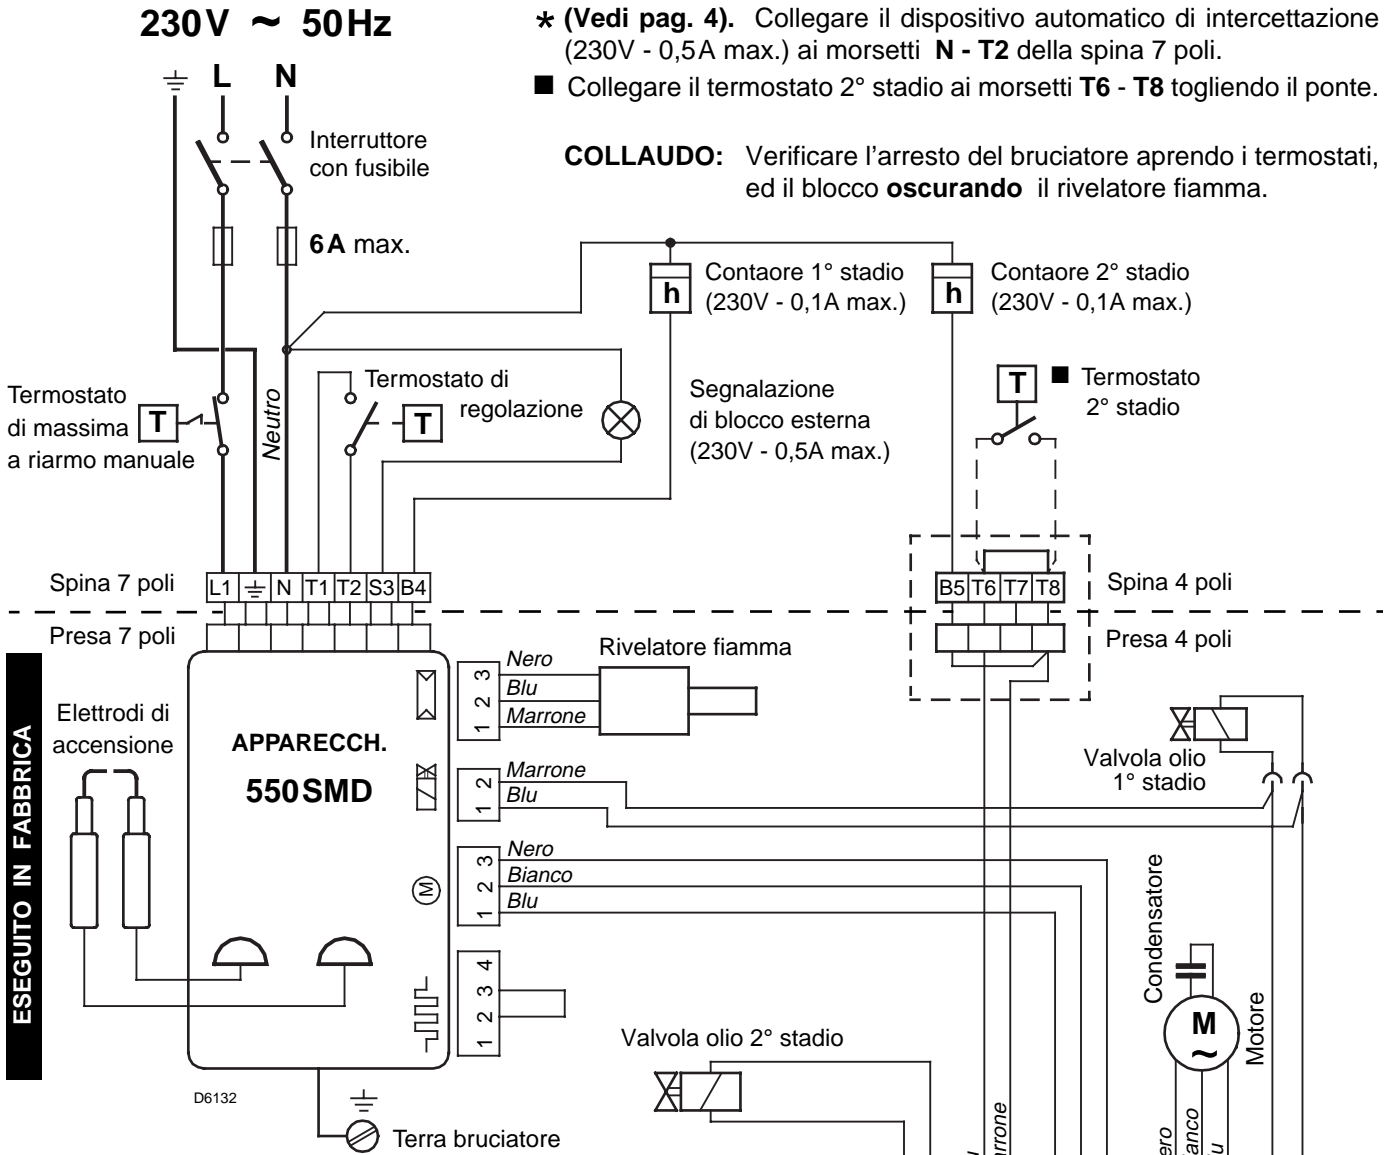 230V ~ 50Hz
L N
Interruttore
con fusibile
6A max.
* (Vedi pag. 4). Collegare il dispositivo automatico di intercettazione
(230V - 0,5A max.) ai morsetti N - T2 della spina 7 poli.
■ Collegare il termostato 2° stadio ai morsetti T6 - T8 togliendo il ponte.
COLLAUDO: Verificare l'arresto del bruciatore aprendo i termostati,
ed il blocco oscurando il rivelatore fiamma.
h
Contaore 1° stadio
(230V - 0,1A max.)
h
Contaore 2° stadio
(230V - 0,1A max.)
Termostato
di massima
a riarmo manuale
T
Neutro
Termostato di
regolazione
T
Segnalazione
di blocco esterna
(230V - 0,5A max.)
T
■ Termostato
2° stadio
Spina 7 poli
L1 N T1 T2 S3 B4
B5 T6 T7 T8
Spina 4 poli
Presa 7 poli
Presa 4 poli
ESEGUITO IN FABBRICA
Elettrodi di
accensione
APPARECCH.
550SMD
3 2 1
Nero
Blu
Marrone
Rivelatore fiamma
2 1
Marrone
Blu
Valvola olio
1° stadio
M
3 2 1
Nero
Bianco
Blu
4 3 2 1
Condensatore
M
~
Motore
Valvola olio 2° stadio
D6132
Terra bruciatore